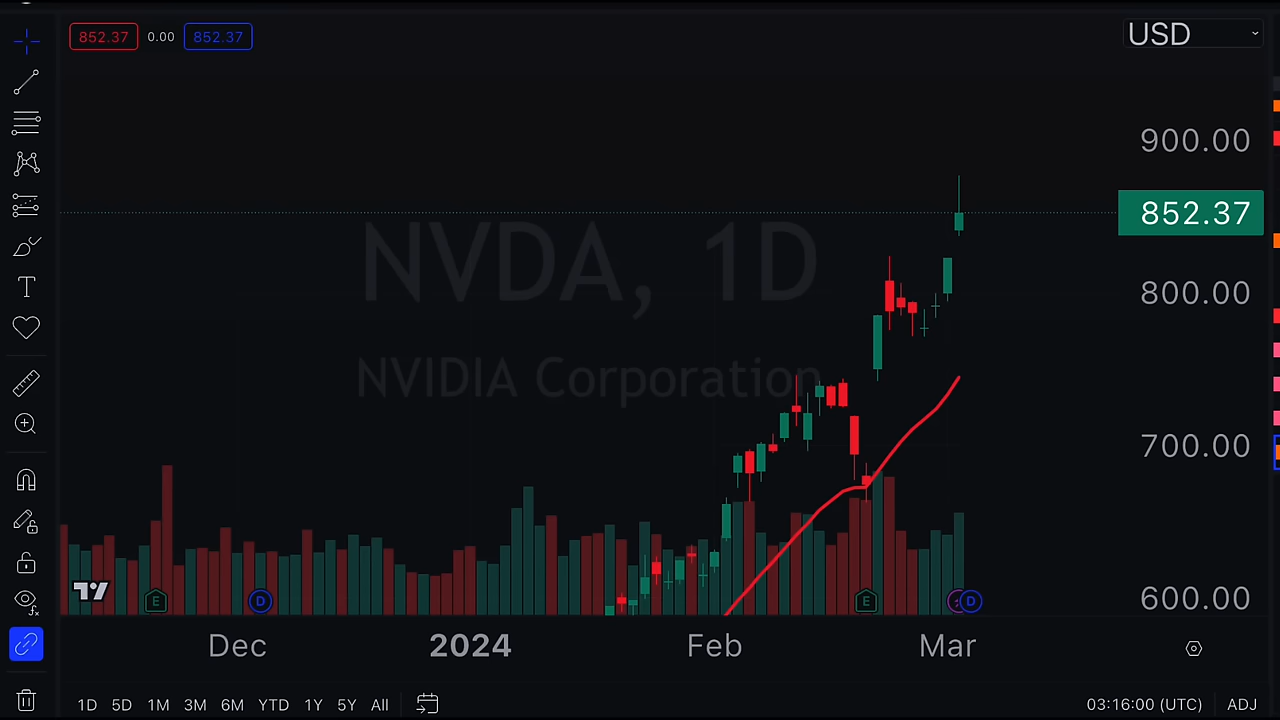 852.37 0.00 852.37
USD
900.00
852.37
NVDA, 1D
800.00
NVIDIA Corporation
700.00
600.00
E D E D
Dec 2024 Feb Mar
1D 5D 1M 3M 6M YTD 1Y 5Y All 03:16:00 (UTC) ADJ